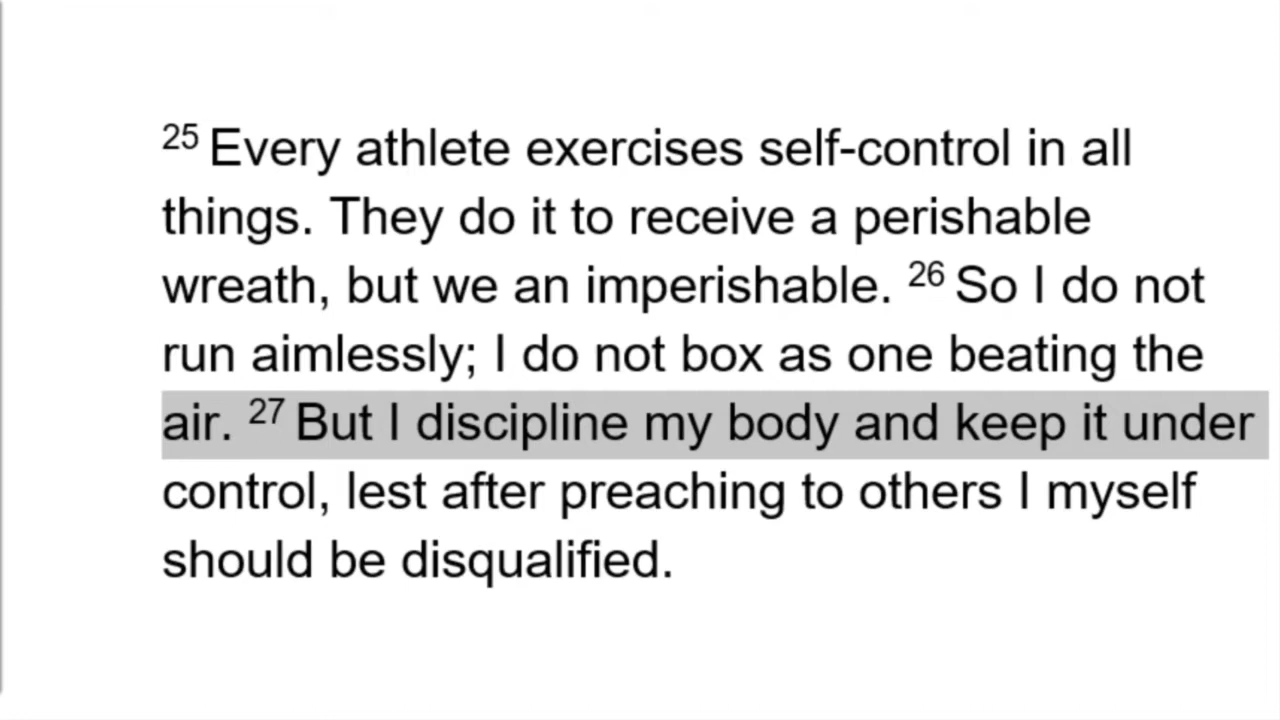 25 Every athlete exercises self-control in all
things. They do it to receive a perishable
wreath, but we an imperishable. 26 So I do not
run aimlessly; I do not box as one beating the
air. 27 But I discipline my body and keep it under
control, lest after preaching to others I myself
should be disqualified.